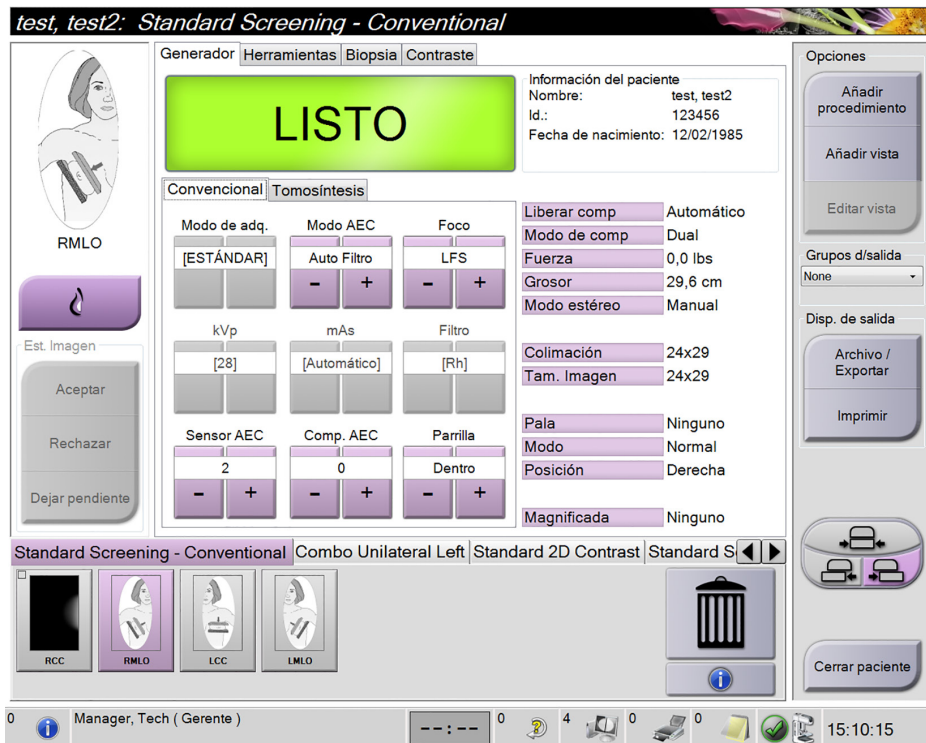 test, test2: Standard Screening - Conventional
Generador Herramientas Biopsia Contraste
LISTO
Información del paciente
Nombre: test, test2
Id.: 123456
Fecha de nacimiento: 12/02/1985
RMLO
Est. Imagen
Aceptar
Rechazar
Dejar pendiente
Convencional Tomosíntesis
Modo de adq. Modo AEC Foco
[ESTÁNDAR] Auto Filtro LFS
- + - +
kVp mAs Filtro
[28] [Automático] [Rh]
Sensor AEC Comp. AEC Parrilla
2 0 Dentro
- + - + - +
Liberar comp Automático
Modo de comp Dual
Fuerza 0,0 lbs
Grosor 29,6 cm
Modo estéreo Manual
Colimación 24x29
Tam. Imagen 24x29
Pala Ninguno
Modo Normal
Posición Derecha
Magnificada Ninguno
Opciones
Añadir
procedimiento
Añadir vista
Editar vista
Grupos d/salida
None
Disp. de salida
Archivo /
Exportar
Imprimir
Cerrar paciente
Standard Screening - Conventional Combo Unilateral Left Standard 2D Contrast Standard S
RCC RMLO LCC LMLO
0 Manager, Tech ( Gerente ) --:-- 0 4 0 0 15:10:15